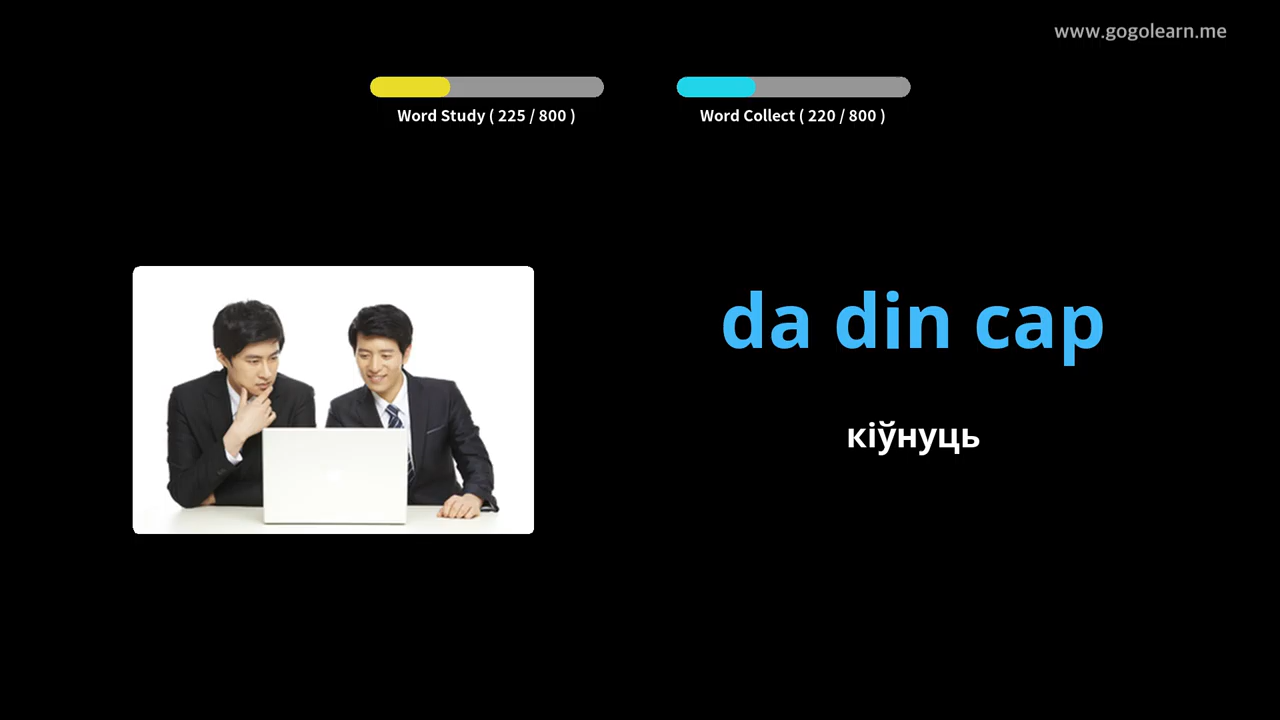 www.gogolearn.me
Word Study ( 225 / 800 )
Word Collect ( 220 / 800 )
da din cap
кіўнуць